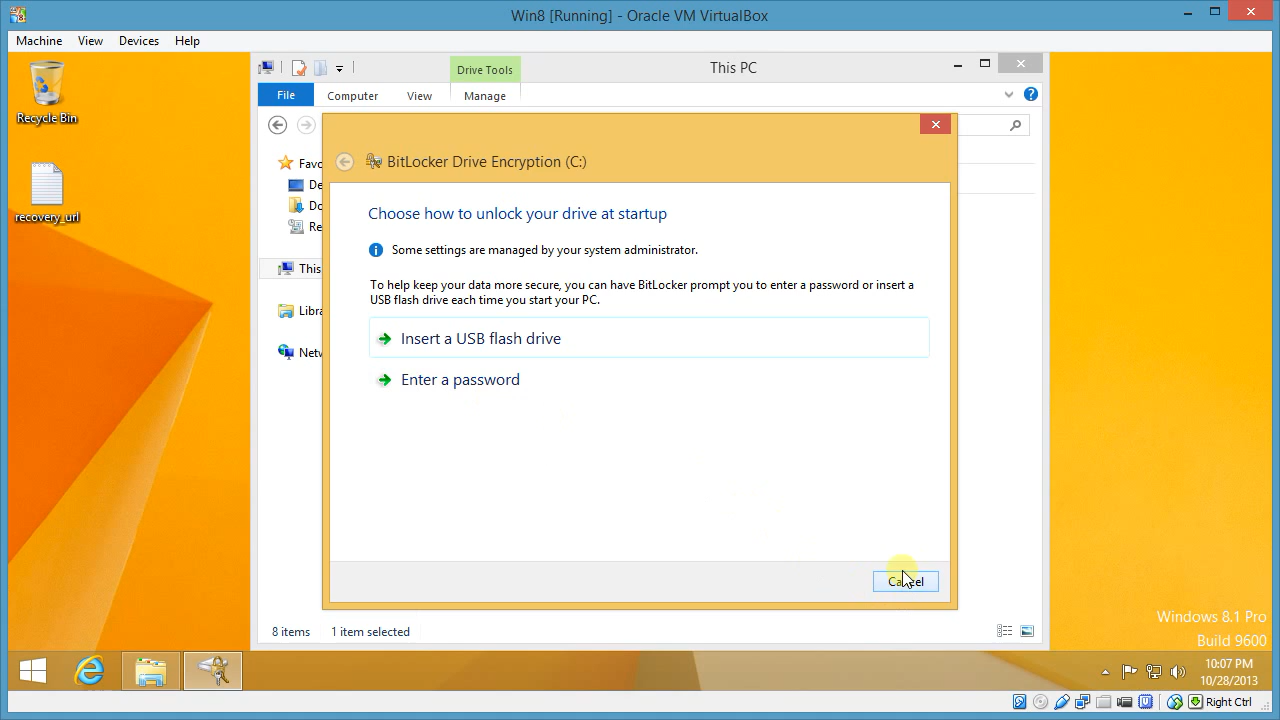 Win8 [Running] - Oracle VM VirtualBox
Machine View Devices Help
Recycle Bin
recovery_url
Drive Tools
This PC
File Computer View Manage
BitLocker Drive Encryption (C:)
Choose how to unlock your drive at startup
Some settings are managed by your system administrator.
To help keep your data more secure, you can have BitLocker prompt you to enter a password or insert a
USB flash drive each time you start your PC.
Insert a USB flash drive
Enter a password
Cancel
Favo
De
Do
Re
This
Libra
Netw
8 items 1 item selected
Windows 8.1 Pro
Build 9600
10:07 PM
10/28/2013
Right Ctrl